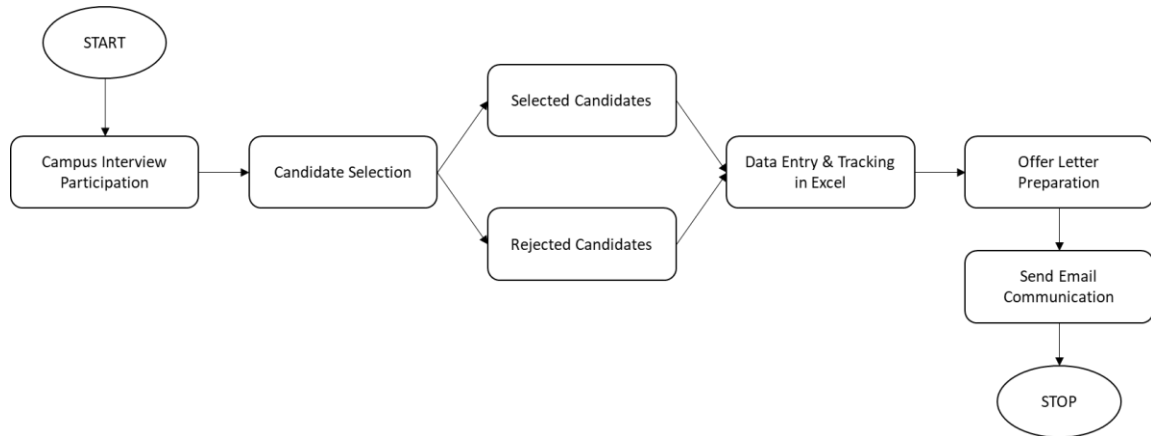 START
Campus Interview
Participation
Candidate Selection
Selected Candidates
Rejected Candidates
Data Entry & Tracking
in Excel
Offer Letter
Preparation
Send Email
Communication
STOP